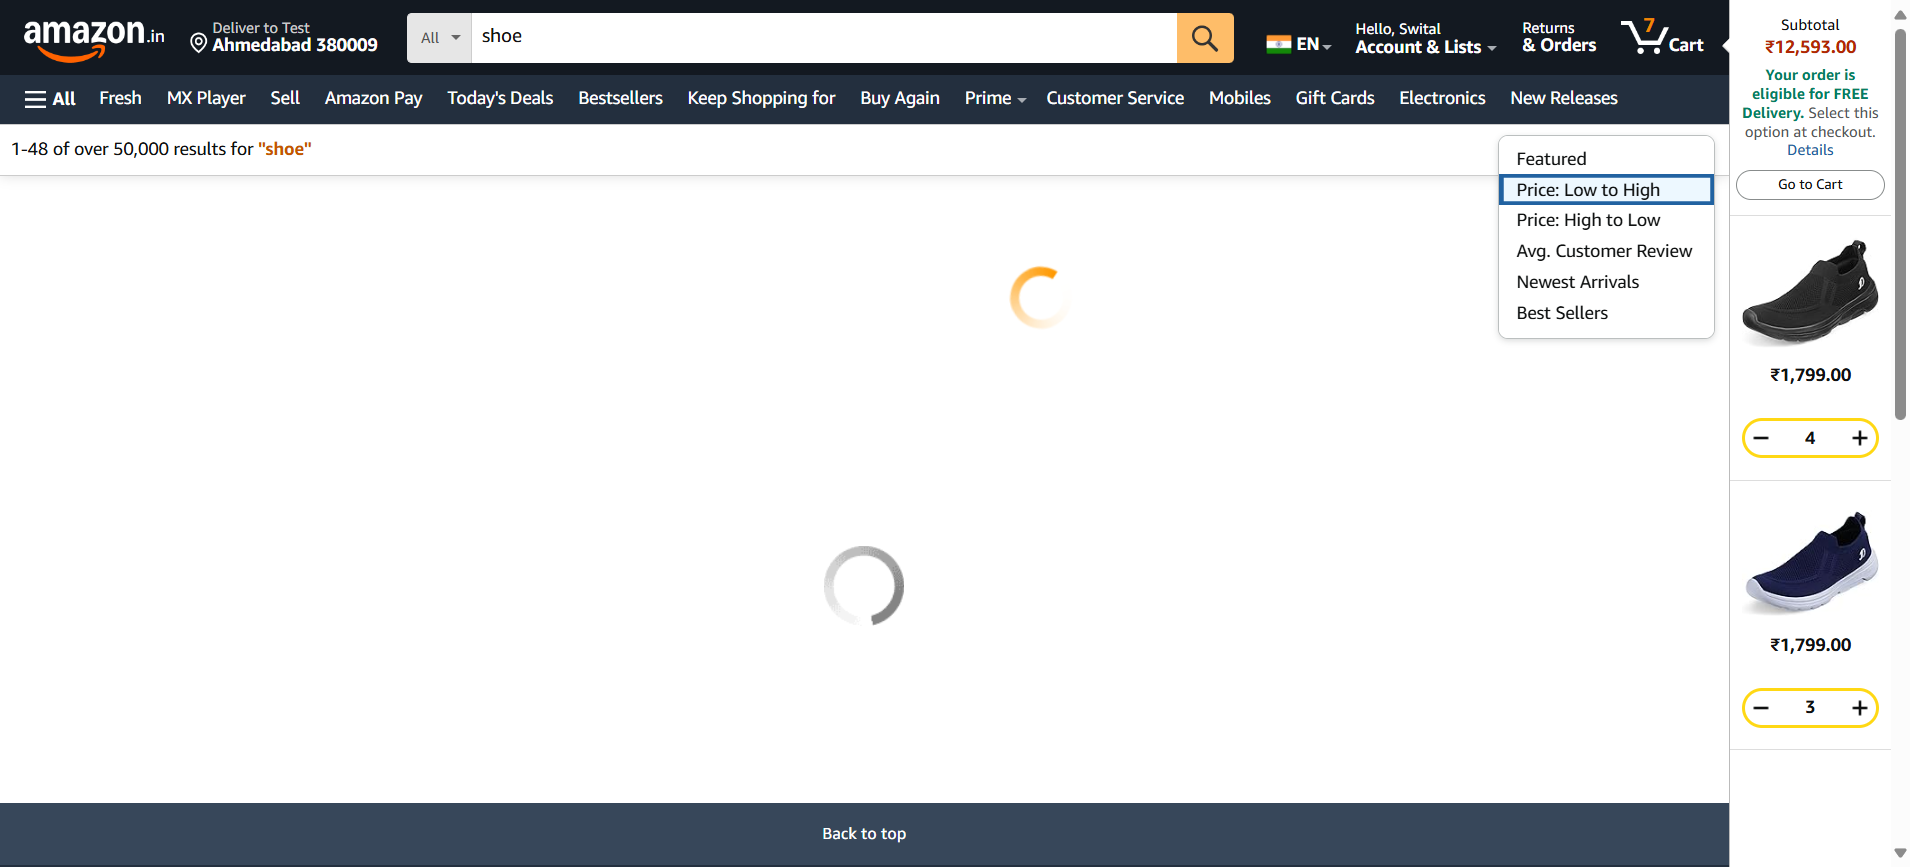 amazon.in
Deliver to Test
Ahmedabad 380009
All
shoe
EN
Hello, Swital
Account & Lists
Returns
& Orders
7
Cart
All
Fresh
MX Player
Sell
Amazon Pay
Today's Deals
Bestsellers
Keep Shopping for
Buy Again
Prime
Customer Service
Mobiles
Gift Cards
Electronics
New Releases
1-48 of over 50,000 results for "shoe"
Featured
Price: Low to High
Price: High to Low
Avg. Customer Review
Newest Arrivals
Best Sellers
Back to top
Subtotal
₹12,593.00
Your order is
eligible for FREE
Delivery. Select this
option at checkout.
Details
Go to Cart
₹1,799.00
4
₹1,799.00
3